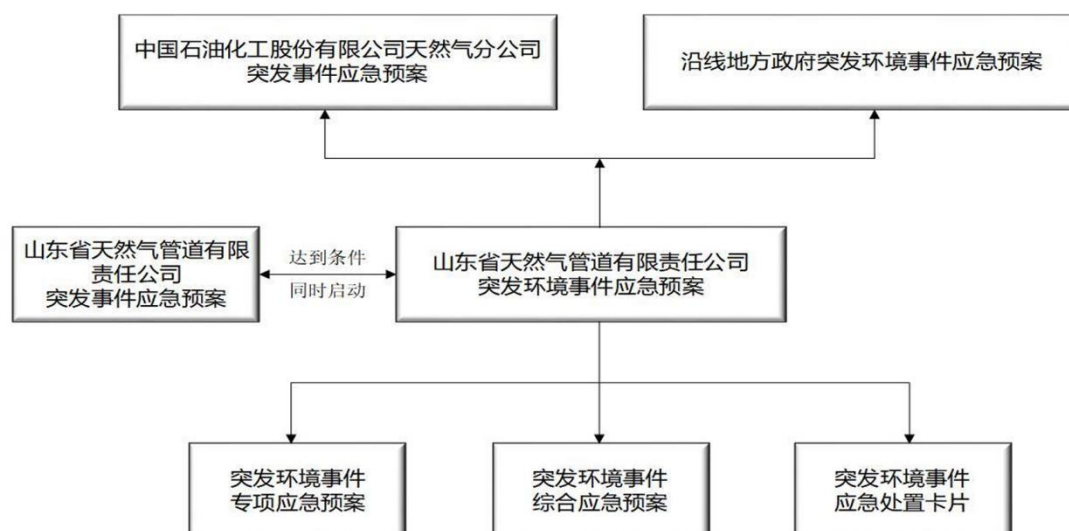 中国石油化工股份有限公司天然气分公司
突发事件应急预案
沿线地方政府突发环境事件应急预案
山东省天然气管道有限
责任公司
突发事件应急预案
达到条件
同时启动
山东省天然气管道有限责任公司
突发环境事件应急预案
突发环境事件
专项应急预案
突发环境事件
综合应急预案
突发环境事件
应急处置卡片